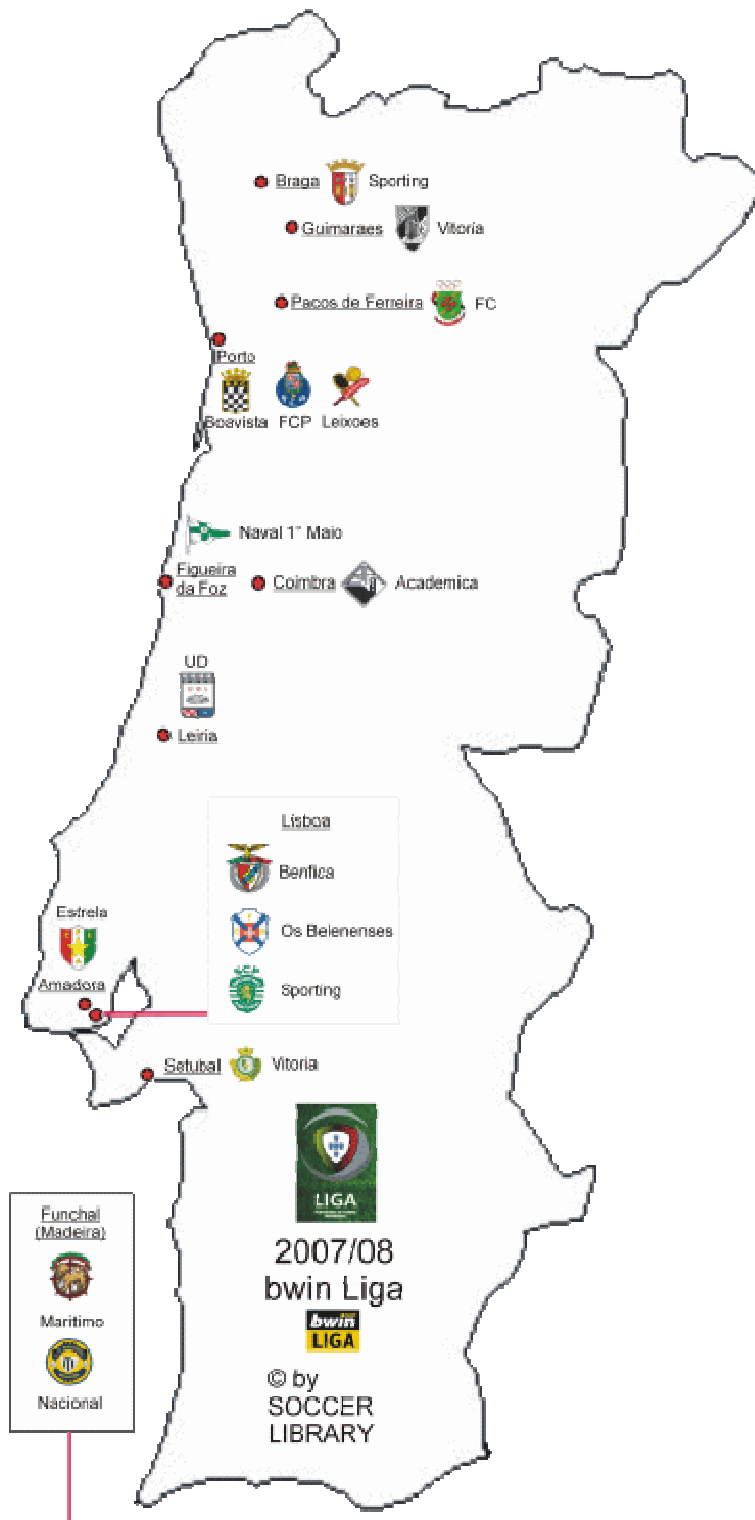 Braga Sporting
Guimaraes Vitoria
Pacos de Ferreira FC
Porto
Boavista FCP Leixoes
Naval 1° Maio
Figueira
da Foz
Coimbra Academica
UD
Leiria
Lisboa
Benfica
Os Belenenses
Sporting
Estrela
Amadora
Setubal Vitoria
LIGA
2007/08
bwin Liga
bwin
LIGA
© by
SOCCER
LIBRARY
Funchal
(Madeira)
Maritimo
Nacional